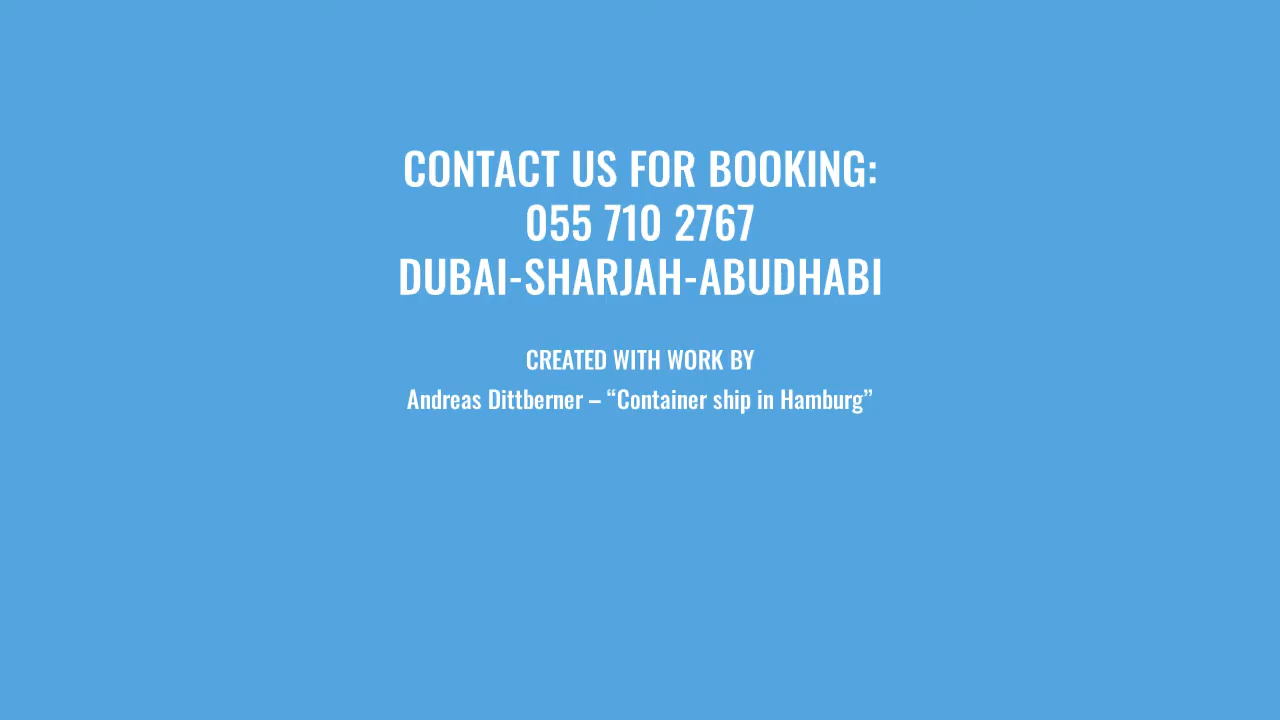 CONTACT US FOR BOOKING:
055 710 2767
DUBAI-SHARJAH-ABUDHABI
CREATED WITH WORK BY
Andreas Dittberner – “Container ship in Hamburg”